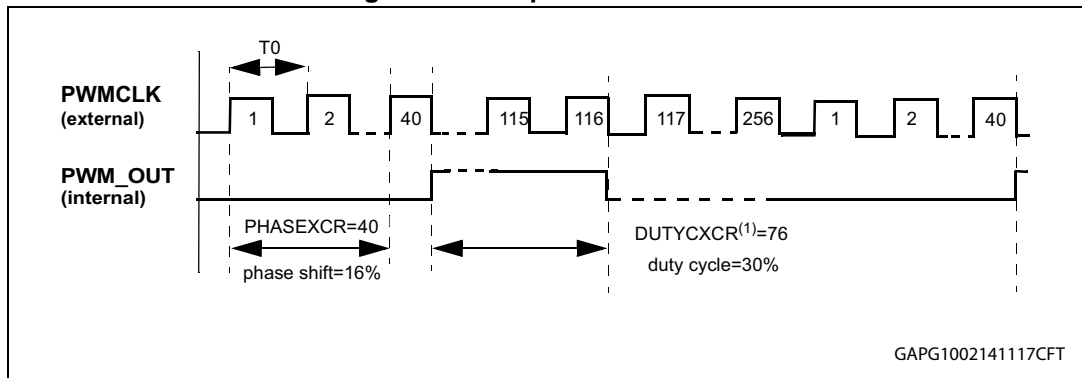 T0
PWMCLK
(external)
1 2 40 115 116 117 256 1 2 40
PWM_OUT
(internal)
PHASEXCR=40
phase shift=16%
DUTYCXCR(1)=76
duty cycle=30%
GAPG1002141117CFT